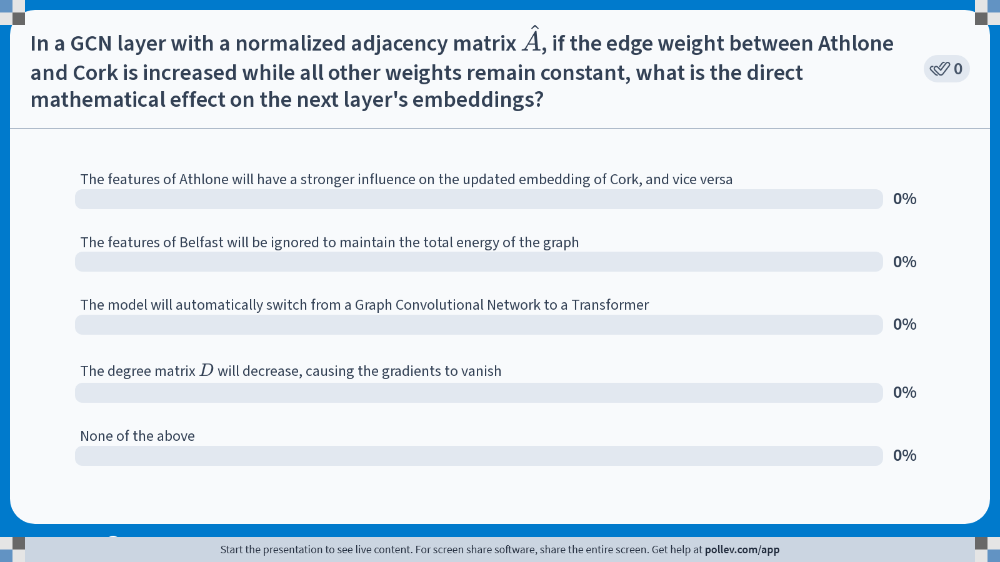 In a GCN layer with a normalized adjacency matrix Â, if the edge weight between Athlone
and Cork is increased while all other weights remain constant, what is the direct
mathematical effect on the next layer's embeddings?
0
The features of Athlone will have a stronger influence on the updated embedding of Cork, and vice versa
0%
The features of Belfast will be ignored to maintain the total energy of the graph
0%
The model will automatically switch from a Graph Convolutional Network to a Transformer
0%
The degree matrix D will decrease, causing the gradients to vanish
0%
None of the above
0%
Start the presentation to see live content. For screen share software, share the entire screen. Get help at pollev.com/app